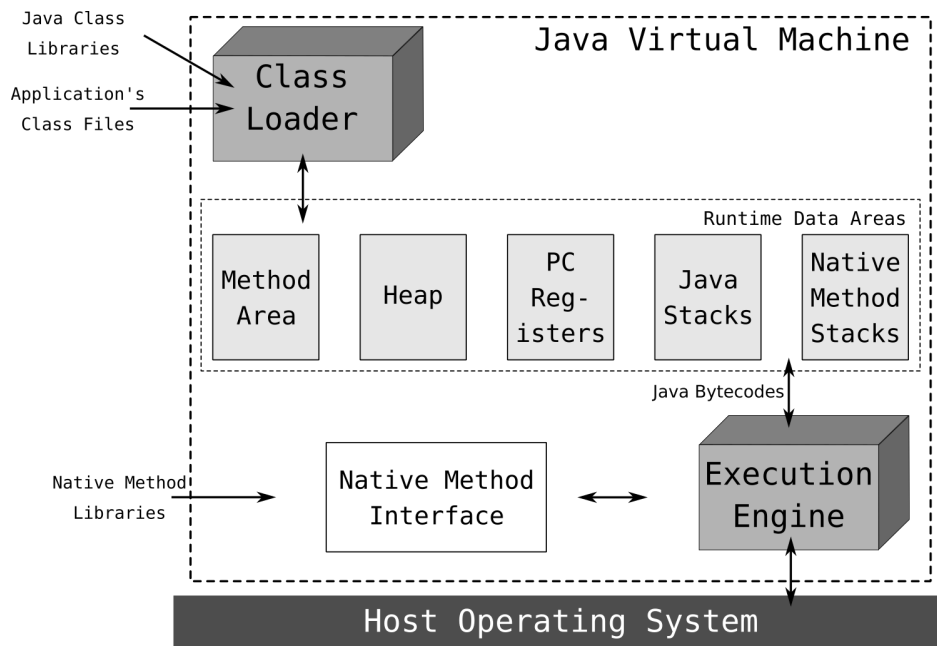 Java Class
Libraries
Java Virtual Machine
Class
Loader
Application's
Class Files
Runtime Data Areas
Method
Area
Heap
PC
Reg-
isters
Java
Stacks
Native
Method
Stacks
Java Bytecodes
Native Method
Libraries
Native Method
Interface
Execution
Engine
Host Operating System